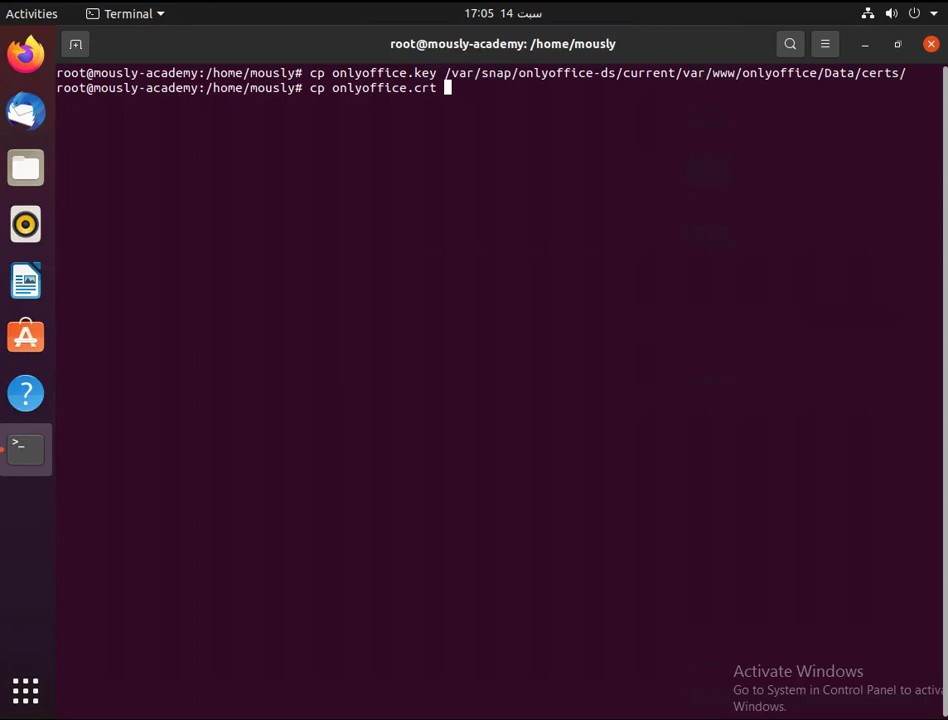 Activities
Terminal
17:05 14 سبت
root@mously-academy: /home/mously
root@mously-academy:/home/mously# cp onlyoffice.key /var/snap/onlyoffice-ds/current/var/www/onlyoffice/Data/certs/
root@mously-academy:/home/mously# cp onlyoffice.crt
>_
?
Activate Windows
Go to System in Control Panel to activa
Windows.